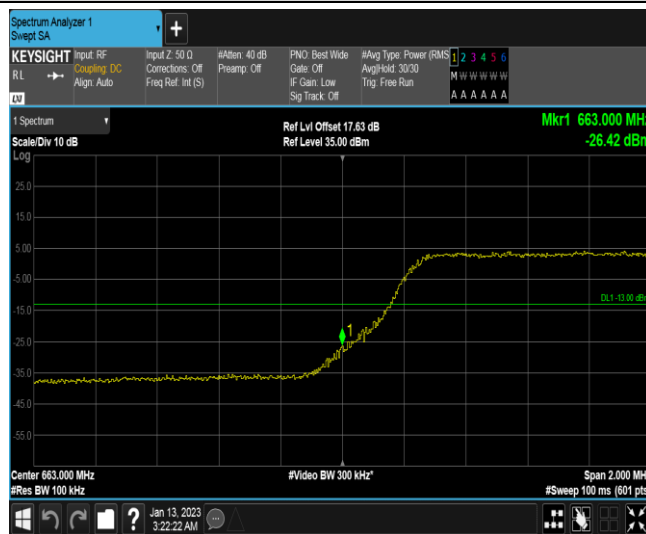 Spectrum Analyzer 1
Swept SA
KEYSIGHT
RL
Input: RF
Coupling: DC
Align: Auto
Input Z: 50 Ω
Corrections: Off
Freq Ref: Int (S)
#Atten: 40 dB
Preamp: Off
PNO: Best Wide
Gate: Off
IF Gain: Low
Sig Track: Off
#Avg Type: Power (RMS
Avg|Hold: 30/30
Trig: Free Run
1 2 3 4 5 6
M W W W W W
A A A A A A
LXI
1 Spectrum
Scale/Div 10 dB
Log
Ref Lvl Offset 17.63 dB
Ref Level 35.00 dBm
Mkr1 663.000 MHz
-26.42 dBm
25.0
15.0
5.00
-5.00
-15.0
-25.0
-35.0
-45.0
-55.0
1
DL1 -13.00 dBm
Center 663.000 MHz
#Res BW 100 kHz
#Video BW 300 kHz*
Span 2.000 MHz
#Sweep 100 ms (601 pts
Jan 13, 2023
3:22:22 AM